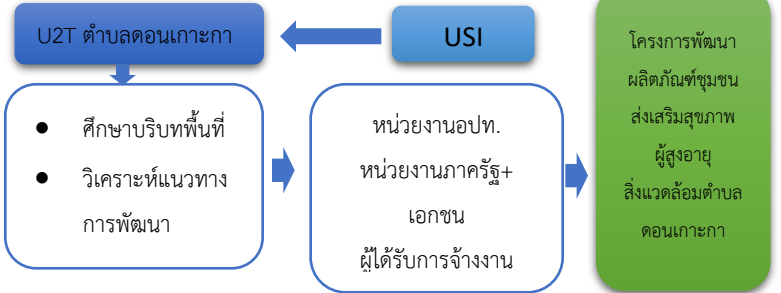 U2T ตำบลดอนเกาะกา
USI
● ศึกษาบริบทพื้นที่
● วิเคราะห์แนวทาง
การพัฒนา
หน่วยงานอปท.
หน่วยงานภาครัฐ+
เอกชน
ผู้ได้รับการจ้างงาน
โครงการพัฒนา
ผลิตภัณฑ์ชุมชน
ส่งเสริมสุขภาพ
ผู้สูงอายุ
สิ่งแวดล้อมตำบล
ดอนเกาะกา